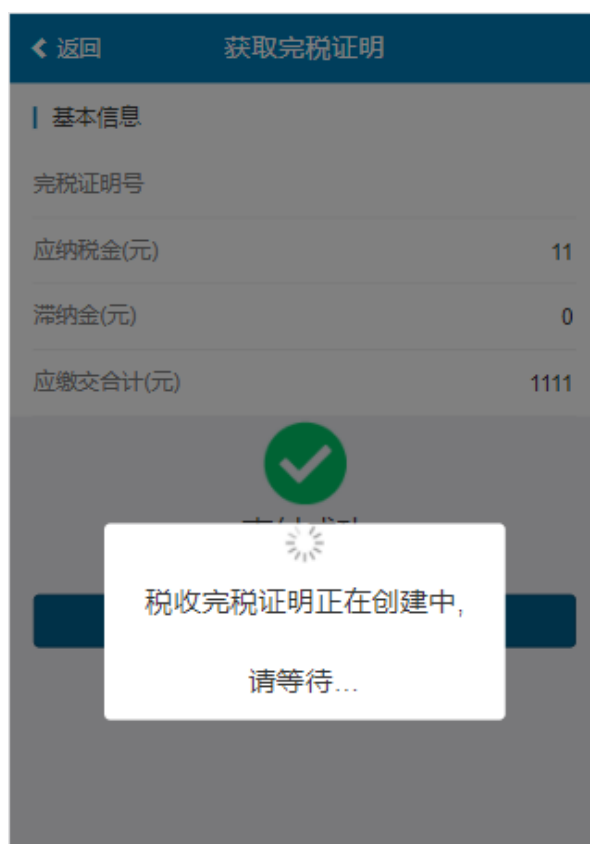 返回 获取完税证明
基本信息
完税证明号
应纳税金(元) 11
滞纳金(元) 0
应缴交合计(元) 1111
税收完税证明正在创建中,
请等待...